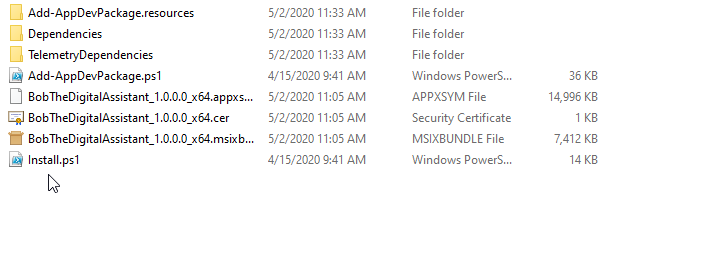 Add-AppDevPackage.resources 5/2/2020 11:33 AM File folder
Dependencies 5/2/2020 11:33 AM File folder
TelemetryDependencies 5/2/2020 11:33 AM File folder
Add-AppDevPackage.ps1 4/15/2020 9:41 AM Windows PowerS... 36 KB
BobTheDigitalAssistant_1.0.0.0_x64.appxs... 5/2/2020 11:05 AM APPXSYM File 14,996 KB
BobTheDigitalAssistant_1.0.0.0_x64.cer 5/2/2020 11:05 AM Security Certificate 1 KB
BobTheDigitalAssistant_1.0.0.0_x64.msixb... 5/2/2020 11:05 AM MSIXBUNDLE File 7,412 KB
Install.ps1 4/15/2020 9:41 AM Windows PowerS... 14 KB